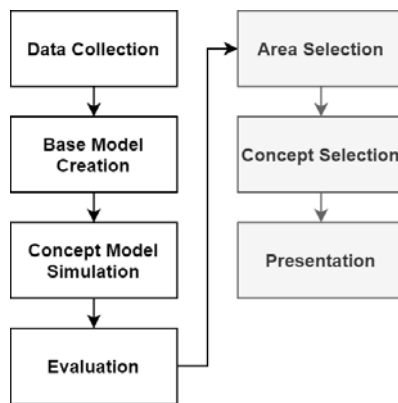 Data Collection
Base Model
Creation
Concept Model
Simulation
Evaluation
Area Selection
Concept Selection
Presentation